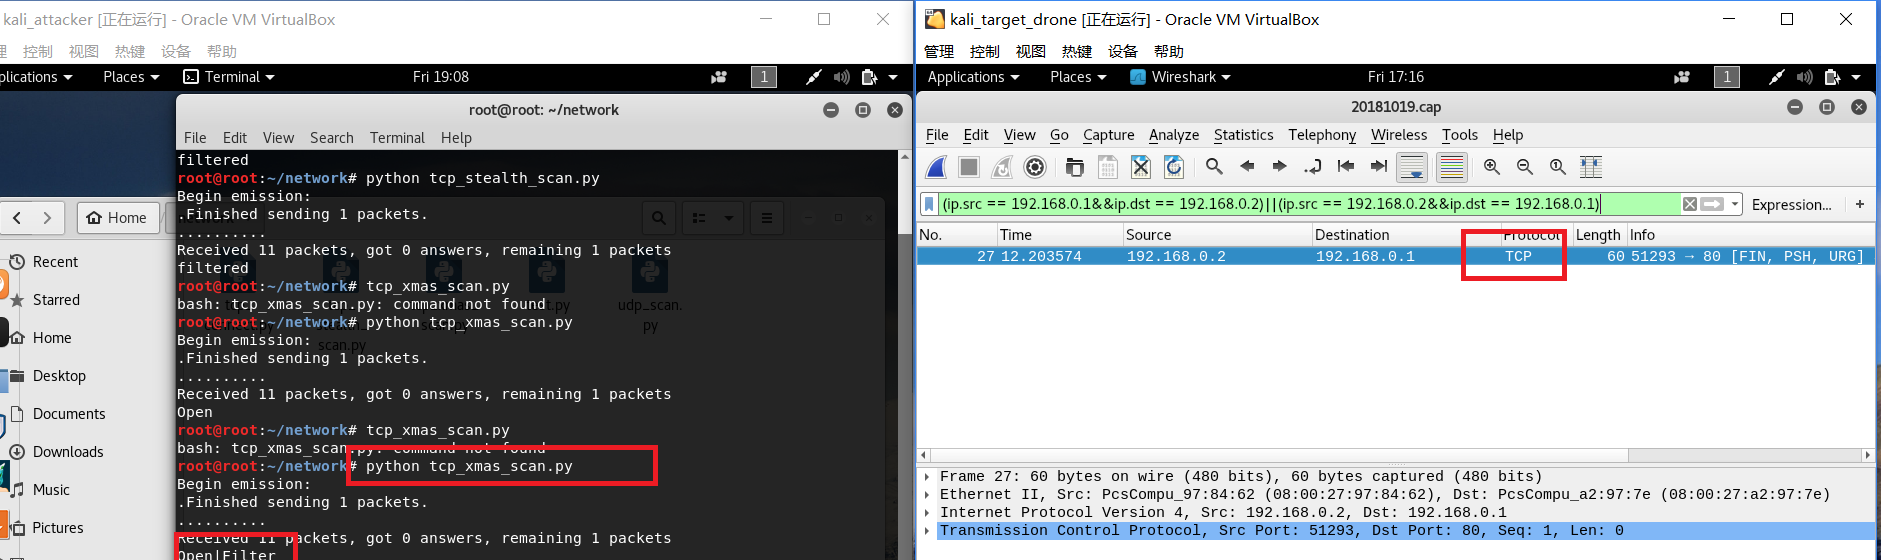 kali_attacker [正在运行] - Oracle VM VirtualBox
理 控制 视图 热键 设备 帮助
plications Places Terminal Fri 19:08 1
root@root: ~/network
File Edit View Search Terminal Help
filtered
root@root:~/network# python tcp_stealth_scan.py
Begin emission:
.Finished sending 1 packets.
..........
Received 11 packets, got 0 answers, remaining 1 packets
filtered
root@root:~/network# tcp_xmas_scan.py
bash: tcp_xmas_scan.py: command not found
root@root:~/network# python tcp_xmas_scan.py
Begin emission:
.Finished sending 1 packets.
..........
Received 11 packets, got 0 answers, remaining 1 packets
Open
root@root:~/network# tcp_xmas_scan.py
bash: tcp_xmas_scan.py: command not found
root@root:~/network# python tcp_xmas_scan.py
Begin emission:
.Finished sending 1 packets.
..........
Received 11 packets, got 0 answers, remaining 1 packets
Open|Filter
Home
Recent
Starred
Home
Desktop
Documents
Downloads
Music
Pictures
udp_scan.
py
kali_target_drone [正在运行] - Oracle VM VirtualBox
管理 控制 视图 热键 设备 帮助
Applications Places Wireshark Fri 17:16 1
20181019.cap
File Edit View Go Capture Analyze Statistics Telephony Wireless Tools Help
(ip.src == 192.168.0.1&&ip.dst == 192.168.0.2)||(ip.src == 192.168.0.2&&ip.dst == 192.168.0.1) Expression... +
No. Time Source Destination Protocol Length Info
27 12.203574 192.168.0.2 192.168.0.1 TCP 60 51293 → 80 [FIN, PSH, URG]
Frame 27: 60 bytes on wire (480 bits), 60 bytes captured (480 bits)
Ethernet II, Src: PcsCompu_97:84:62 (08:00:27:97:84:62), Dst: PcsCompu_a2:97:7e (08:00:27:a2:97:7e)
Internet Protocol Version 4, Src: 192.168.0.2, Dst: 192.168.0.1
Transmission Control Protocol, Src Port: 51293, Dst Port: 80, Seq: 1, Len: 0